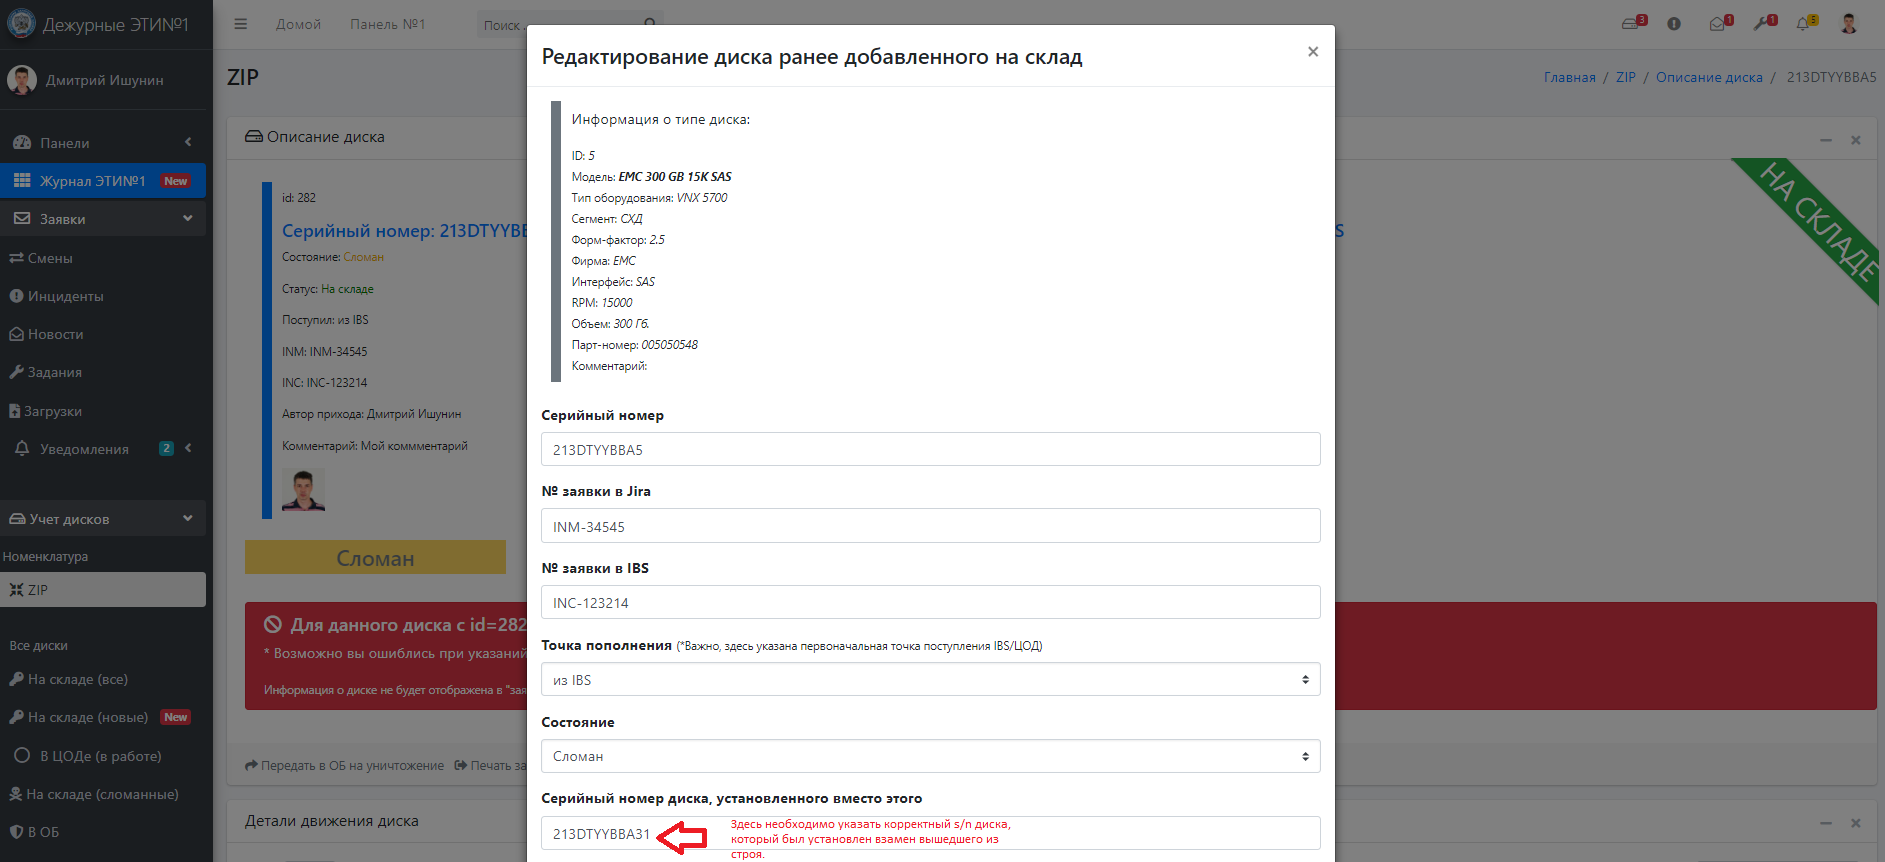 Дежурные ЭТИ№1
Домой
Панель №1
Поиск
3
1
1
5
Дмитрий Ишунин
Панели
Журнал ЭТИ№1 New
Заявки
Смены
Инциденты
Новости
Задания
Загрузки
Уведомления 2
Учет дисков
Номенклатура
ZIP
Все диски
На складе (все)
На складе (новые) New
В ЦОДе (в работе)
На складе (сломанные)
В ОБ
ZIP
Главная / ZIP / Описание диска / 213DTYYBBA5
Описание диска
id: 282
Серийный номер: 213DTYYBB
Состояние: Сломан
Статус: На складе
Поступил: из IBS
INM: INM-34545
INC: INC-123214
Автор прихода: Дмитрий Ишунин
Комментарий: Мой коммментарий
S
НА СКЛАДЕ
Сломан
Для данного диска с id=282
* Возможно вы ошиблись при указаний
Информация о диске не будет отображена в "зая
Передать в ОБ на уничтожение
Печать за
Детали движения диска
Редактирование диска ранее добавленного на склад
×
Информация о типе диска:
ID: 5
Модель: EMC 300 GB 15K SAS
Тип оборудования: VNX 5700
Сегмент: СХД
Форм-фактор: 2.5
Фирма: EMC
Интерфейс: SAS
RPM: 15000
Объем: 300 Гб.
Парт-номер: 005050548
Комментарий:
Серийный номер
213DTYYBBA5
№ заявки в Jira
INM-34545
№ заявки в IBS
INC-123214
Точка пополнения (*Важно, здесь указана первоначальная точка поступления IBS/ЦОД)
из IBS
Состояние
Сломан
Серийный номер диска, установленного вместо этого
213DTYYBBA31
Здесь необходимо указать корректный s/n диска,
который был установлен взамен вышедшего из
строя.